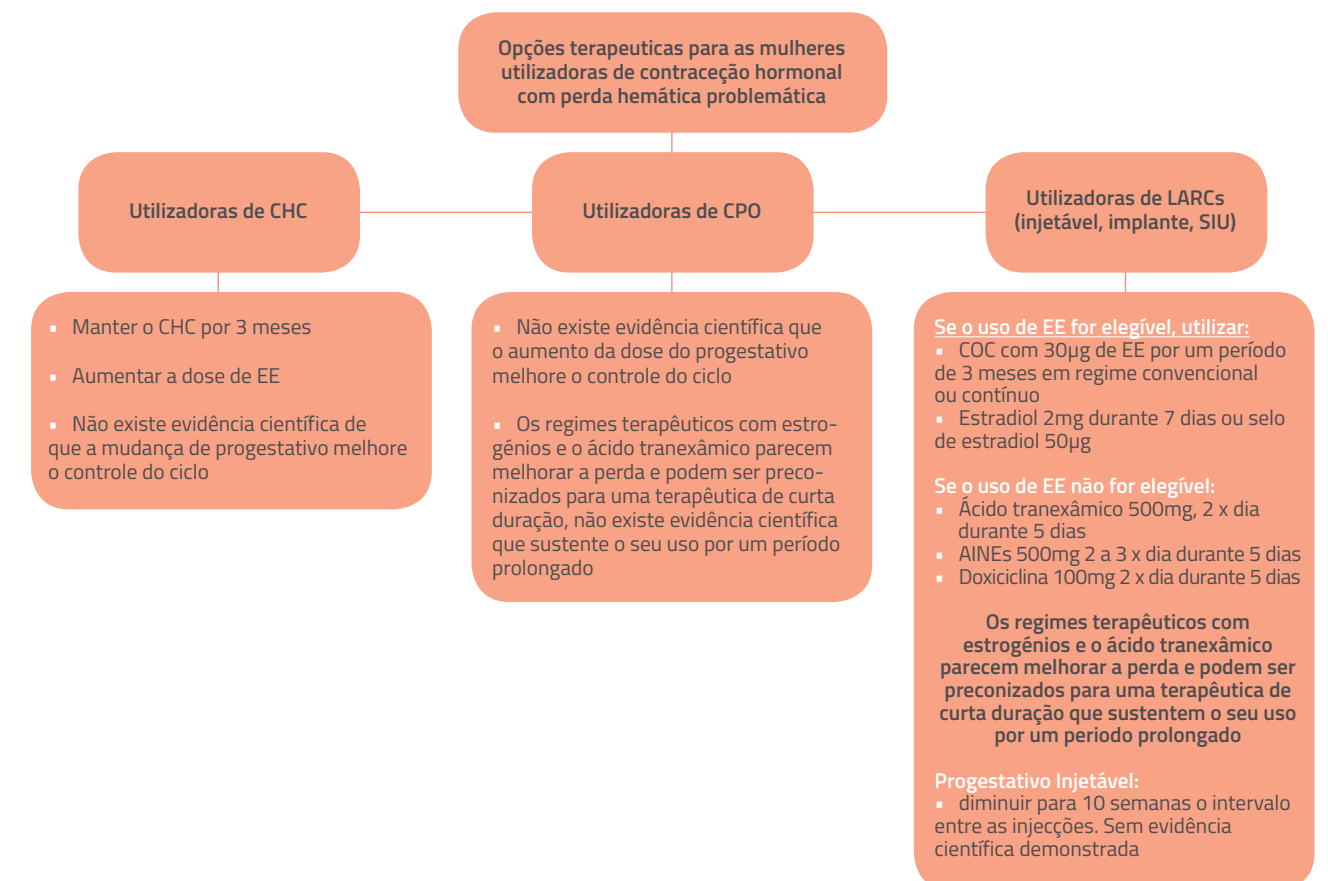 Opções terapeuticas para as mulheres
utilizadoras de contraceção hormonal
com perda hemática problemática
Utilizadoras de CHC
Utilizadoras de CPO
Utilizadoras de LARCs
(injetável, implante, SIU)
▪ Manter o CHC por 3 meses
▪ Aumentar a dose de EE
▪ Não existe evidência científica de
que a mudança de progestativo melhore
o controle do ciclo
▪ Não existe evidência científica que
o aumento da dose do progestativo
melhore o controle do ciclo
▪ Os regimes terapêuticos com estro-
génios e o ácido tranexâmico parecem
melhorar a perda e podem ser preco-
nizados para uma terapêutica de curta
duração, não existe evidência científica
que sustente o seu uso por um período
prolongado
Se o uso de EE for elegível, utilizar:
▪ COC com 30µg de EE por um período
de 3 meses em regime convencional
ou contínuo
▪ Estradiol 2mg durante 7 dias ou selo
de estradiol 50µg
Se o uso de EE não for elegível:
▪ Ácido tranexâmico 500mg, 2 x dia
durante 5 dias
▪ AINEs 500mg 2 a 3 x dia durante 5 dias
▪ Doxiciclina 100mg 2 x dia durante 5 dias
Os regimes terapêuticos com
estrogénios e o ácido tranexâmico
parecem melhorar a perda e podem ser
preconizados para uma terapêutica de
curta duração que sustentem o seu uso
por um periodo prolongado
Progestativo Injetável:
▪ diminuir para 10 semanas o intervalo
entre as injecções. Sem evidência
científica demonstrada